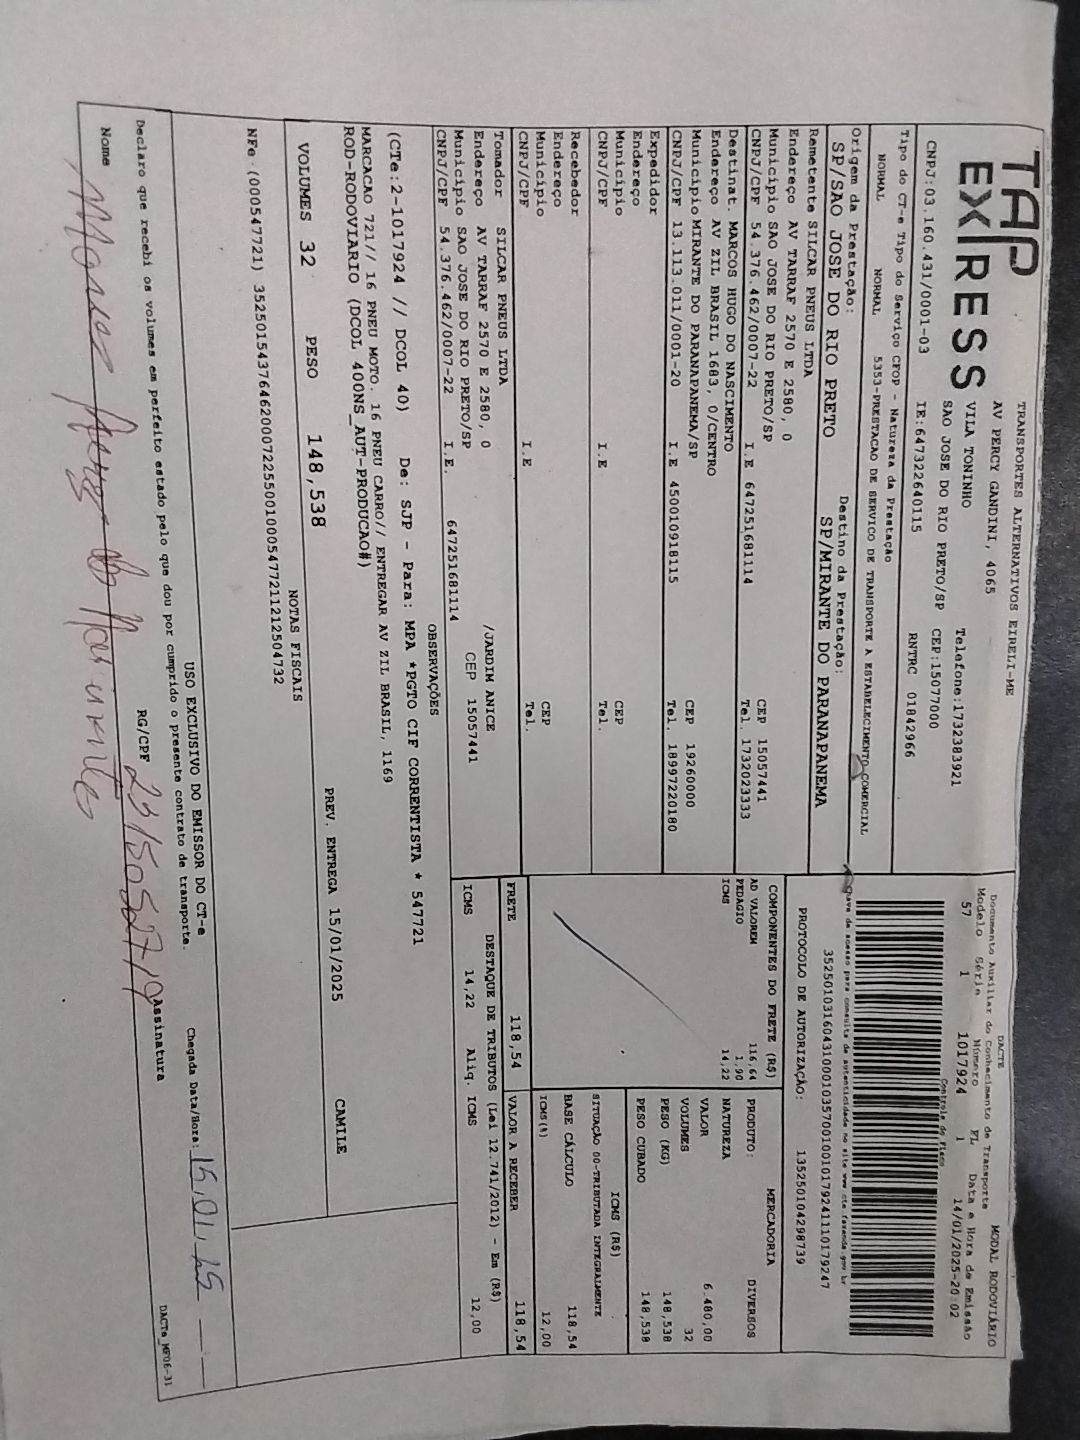 TAP EXPRESS
TRANSPORTES ALTERNATIVOS EIRELI-ME
AV PERCY GANDINI, 4065
VILA TONINHO Telefone:1732383921
SAO JOSE DO RIO PRETO/SP CEP:15077000
CNPJ:03.160.431/0001-03 IE:647322640115 RNTRC 01842966
DACTE MODAL RODOVIÁRIO
Documento Auxiliar do Conhecimento de Transporte
Modelo Série Número FL Data e Hora de Emissão
57 1 1017924 1 14/01/2025-20:02
Controle do Fisco
Chave de acesso para consulta de autenticidade no site www.cte.fazenda.gov.br
PROTOCOLO DE AUTORIZAÇÃO: 135250104298739
Tipo do CT-e Tipo do Serviço CFOP - Natureza da Prestação
NORMAL NORMAL 5353-PRESTACAO DE SERVICO DE TRANSPORTE A ESTABELECIMENTO COMERCIAL
Origem da Prestação: Destino da Prestação:
SP/SAO JOSE DO RIO PRETO SP/MIRANTE DO PARANAPANEMA
Remetente SILCAR PNEUS LTDA
Endereço AV TARRAF 2570 E 2580, 0 CEP 15057441
Município SAO JOSE DO RIO PRETO/SP Tel. 1732023333
CNPJ/CPF 54.376.462/0007-22 I.E 647251681114
Destinat. MARCOS HUGO DO NASCIMENTO
Endereço AV ZIL BRASIL 1683, 0/CENTRO
Município MIRANTE DO PARANAPANEMA/SP CEP 19260000
CNPJ/CPF 13.113.011/0001-20 I.E 450010918115 Tel. 18997220180
Expedidor
Endereço
Município CEP
CNPJ/CPF I.E Tel.
Recebedor
Endereço
Município CEP
CNPJ/CPF I.E Tel.
Tomador SILCAR PNEUS LTDA
Endereço AV TARRAF 2570 E 2580, 0 /JARDIM ANICE
Município SAO JOSE DO RIO PRETO/SP CEP 15057441
CNPJ/CPF 54.376.462/0007-22 I.E. 647251681114
COMPONENTES DO FRETE (R$)
AD VALOREM 116,64
PEDAGIO 1,90
ICMS 14,22
MERCADORIA
PRODUTO: DIVERSOS
NATUREZA
VALOR 6.480,00
VOLUMES 32
PESO (KG) 148,538
PESO CUBADO 148,538
ICMS (R$)
SITUAÇÃO 00-TRIBUTADA INTEGRALMENTE
BASE CÁLCULO 118,54
ICMS(%) 12,00
FRETE 118,54 VALOR A RECEBER 118,54
DESTAQUE DE TRIBUTOS (Lei 12.741/2012) - Em (R$)
ICMS 14,22 Aliq. ICMS 12,00
OBSERVAÇÕES
(CTe:2-1017924 // DCOL 40) De: SJP - Para: MPA *PGTO CIF CORRENTISTA * 547721
MARCACAO 721// 16 PNEU MOTO. 16 PNEU CARRO// ENTREGAR AV ZIL BRASIL, 1169
ROD-RODOVIARIO (DCOL 400NS_AUT-PRODUCAO#)
VOLUMES 32 PESO 148,538 PREV. ENTREGA 15/01/2025 CAMILE
NOTAS FISCAIS
NFe (000547721) 35250154376462000722550010005477211212504732
USO EXCLUSIVO DO EMISSOR DO CT-e
Declaro que recebi os volumes em perfeito estado pelo que dou por cumprido o presente contrato de transporte.
Chegada Data/Hora: 15.01.25
Nome RG/CPF Assinatura
DACTe_MF06-31